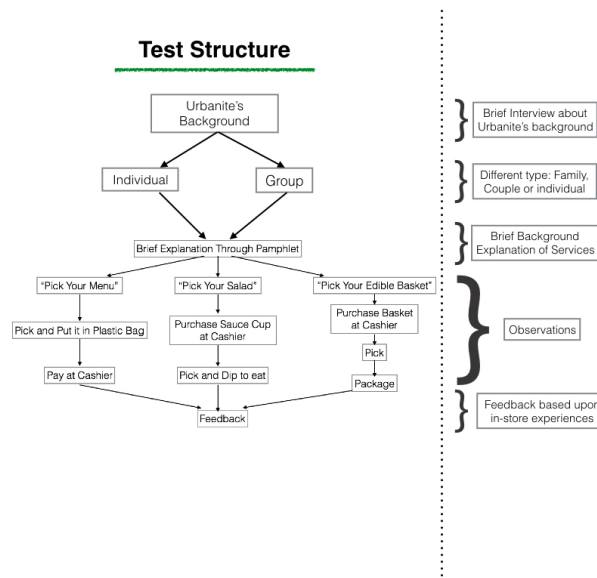 Test Structure
Urbanite's
Background
Brief Interview about
Urbanite's background
Individual
Group
Different type: Family,
Couple or individual
Brief Explanation Through Pamphlet
Brief Background
Explanation of Services
"Pick Your Menu"
"Pick Your Salad"
"Pick Your Edible Basket"
Pick and Put it in Plastic Bag
Purchase Sauce Cup
at Cashier
Purchase Basket
at Cashier
Pick
Observations
Pay at Cashier
Pick and Dip to eat
Package
Feedback
Feedback based upon
in-store experiences